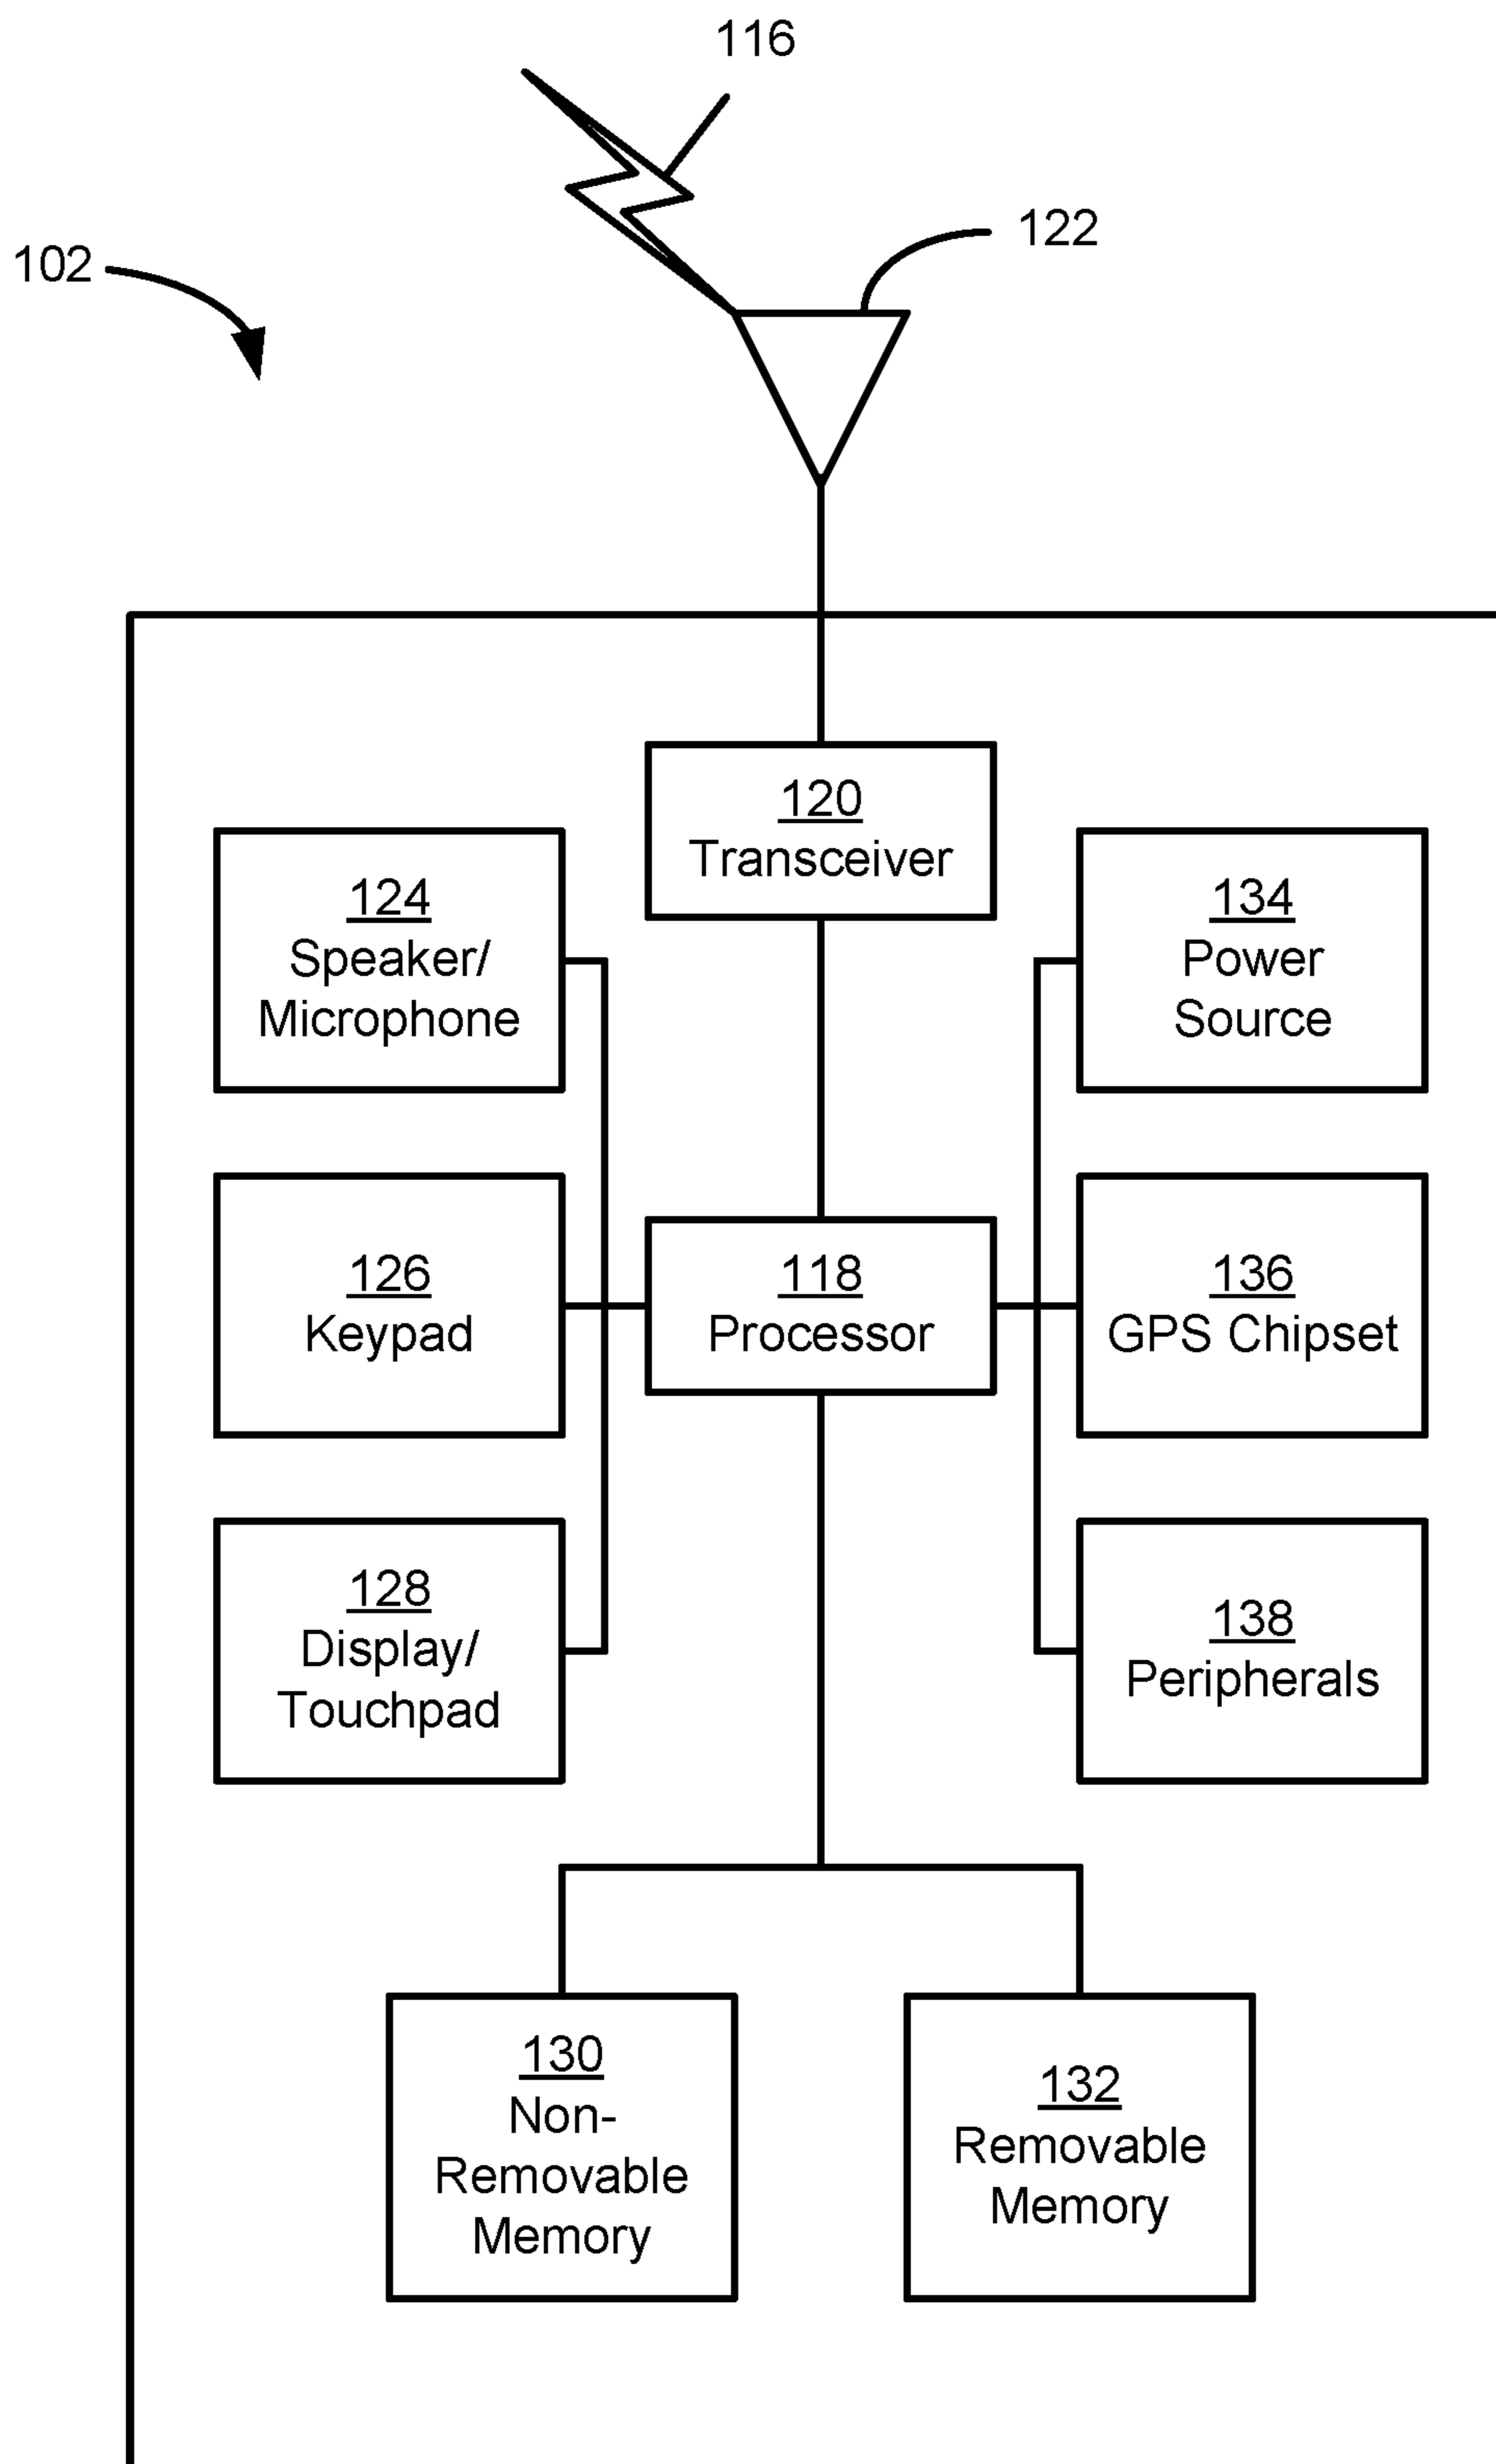 116
122
102
120
Transceiver
124
Speaker/
Microphone
134
Power
Source
126
Keypad
118
Processor
136
GPS Chipset
128
Display/
Touchpad
138
Peripherals
130
Non-
Removable
Memory
132
Removable
Memory